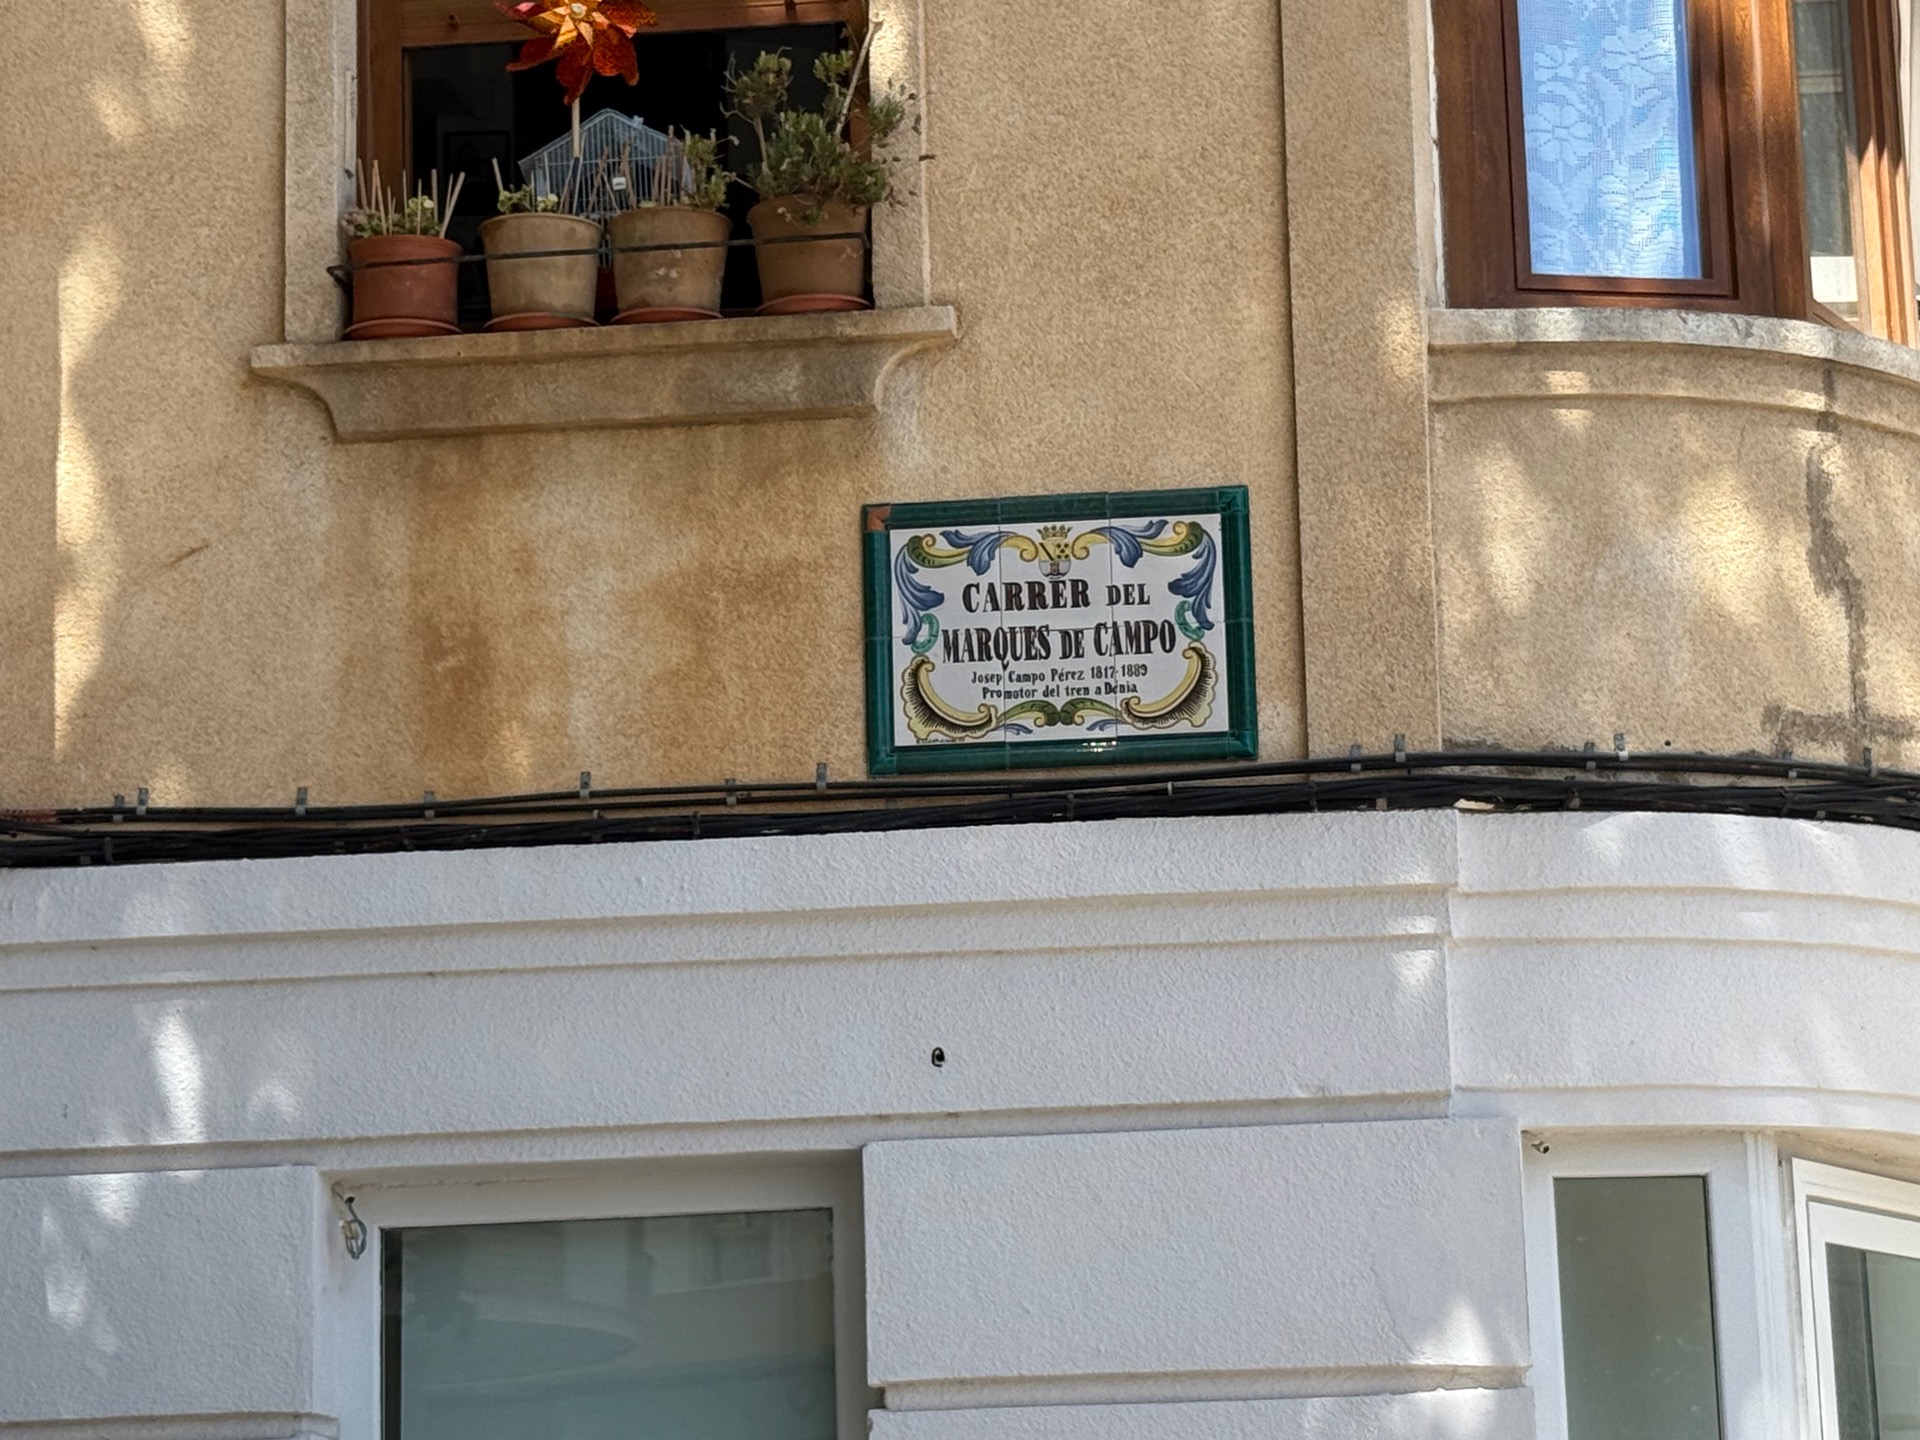 CARRER DEL
MARQUES DE CAMPO
Josep Campo Pérez 1817-1889
Promotor del tren a Dénia